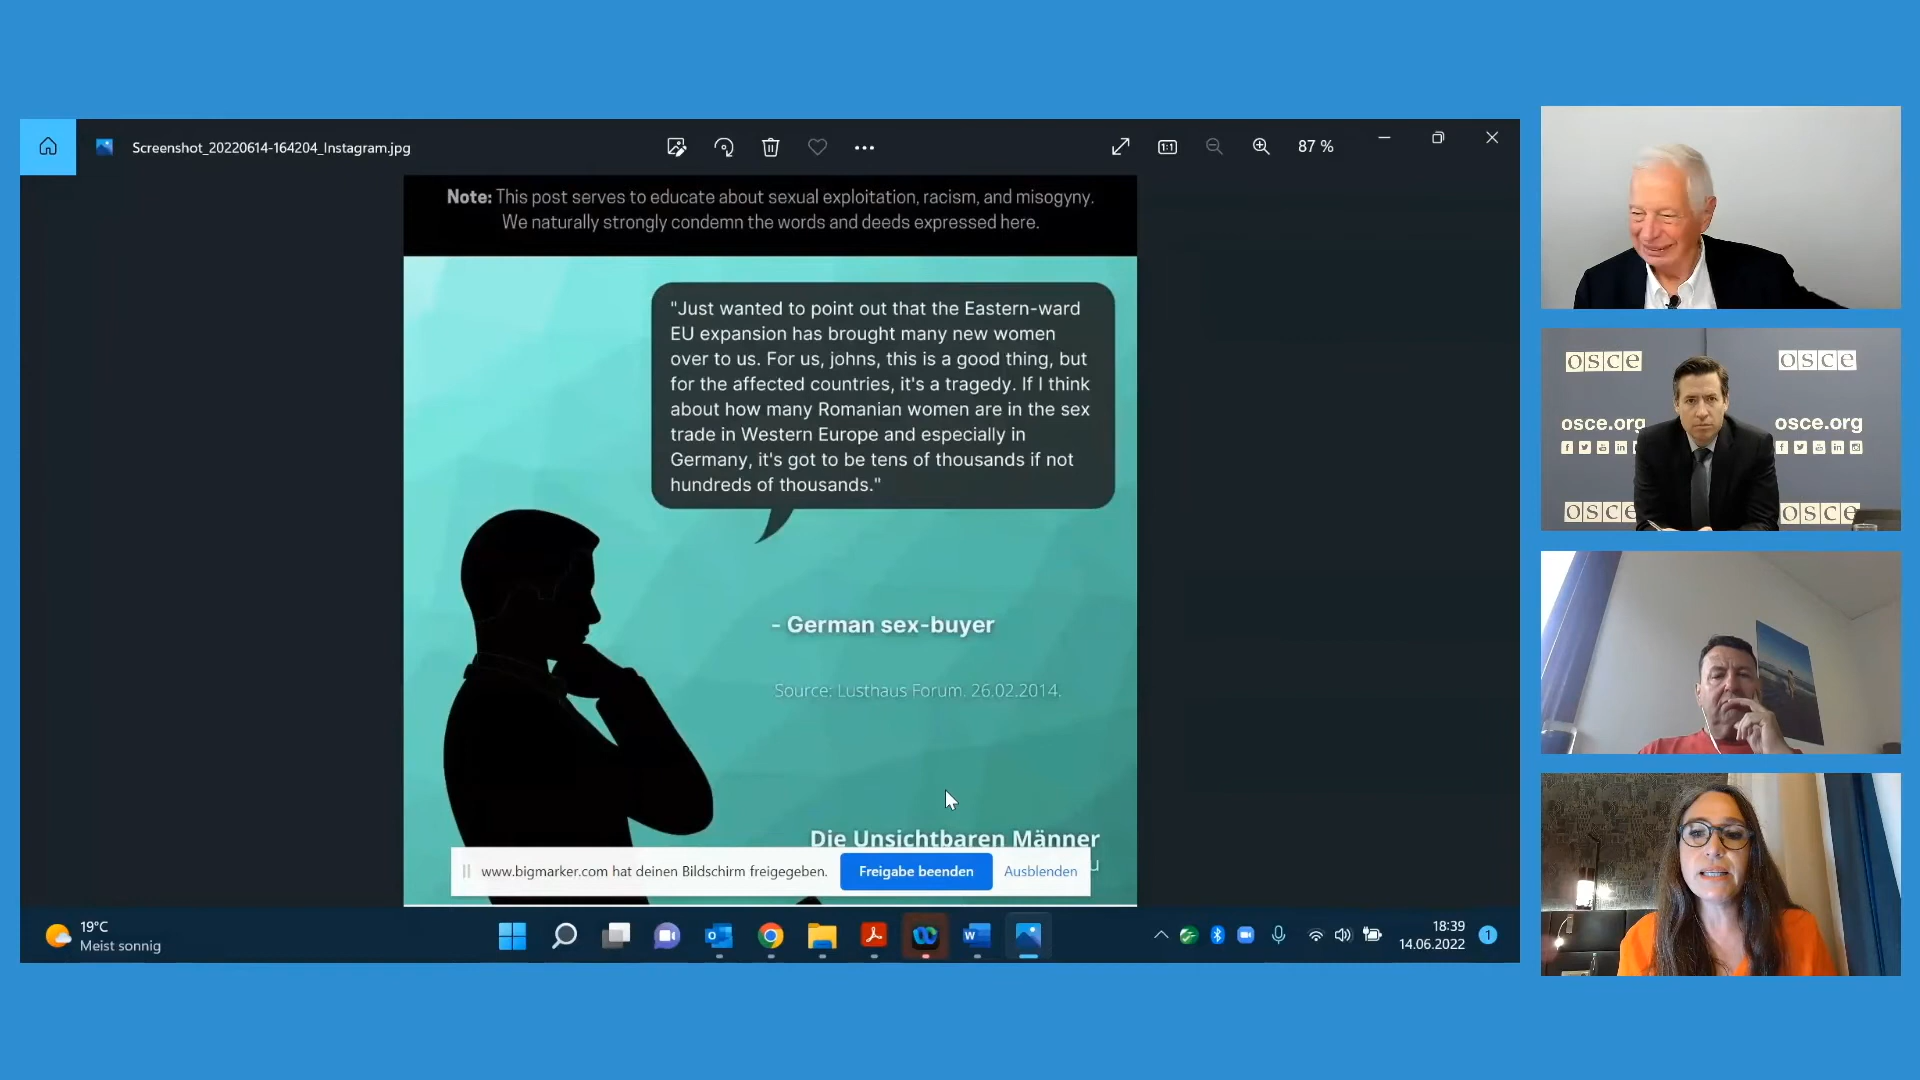 Screenshot_20220614-164204_Instagram.jpg
1:1
87 %
Note: This post serves to educate about sexual exploitation, racism, and misogyny.
We naturally strongly condemn the words and deeds expressed here.
"Just wanted to point out that the Eastern-ward
EU expansion has brought many new women
over to us. For us, johns, this is a good thing, but
for the affected countries, it's a tragedy. If I think
about how many Romanian women are in the sex
trade in Western Europe and especially in
Germany, it's got to be tens of thousands if not
hundreds of thousands."
- German sex-buyer
Source: Lusthaus Forum. 26.02.2014.
Die Unsichtbaren Männer
www.bigmarker.com hat deinen Bildschirm freigegeben.
Freigabe beenden
Ausblenden
19°C
Meist sonnig
18:39
14.06.2022
1
osce
osce
osce.org
osce.org
osce
osce